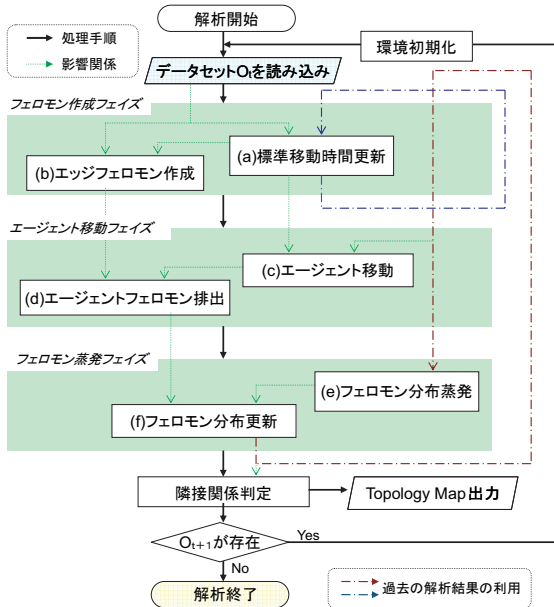 解析開始
処理手順
影響関係
環境初期化
データセットOtを読み込み
フェロモン作成フェイズ
(a)標準移動時間更新
(b)エッジフェロモン作成
エージェント移動フェイズ
(c)エージェント移動
(d)エージェントフェロモン排出
フェロモン蒸発フェイズ
(e)フェロモン分布蒸発
(f)フェロモン分布更新
隣接関係判定
Topology Map 出力
Ot+1が存在
Yes
No
過去の解析結果の利用
解析終了